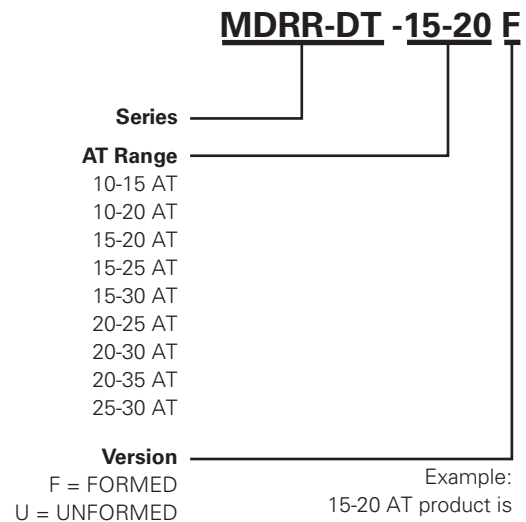 MDRR-DT -15-20 F
Series
AT Range
10-15 AT
10-20 AT
15-20 AT
15-25 AT
15-30 AT
20-25 AT
20-30 AT
20-35 AT
25-30 AT
Version
F = FORMED
U = UNFORMED
Example:
15-20 AT product is